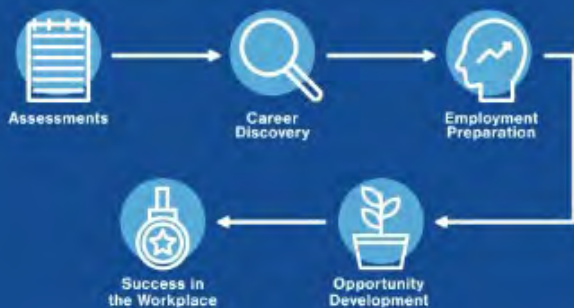 Assessments
Career
Discovery
Employment
Preparation
Opportunity
Development
Success in
the Workplace